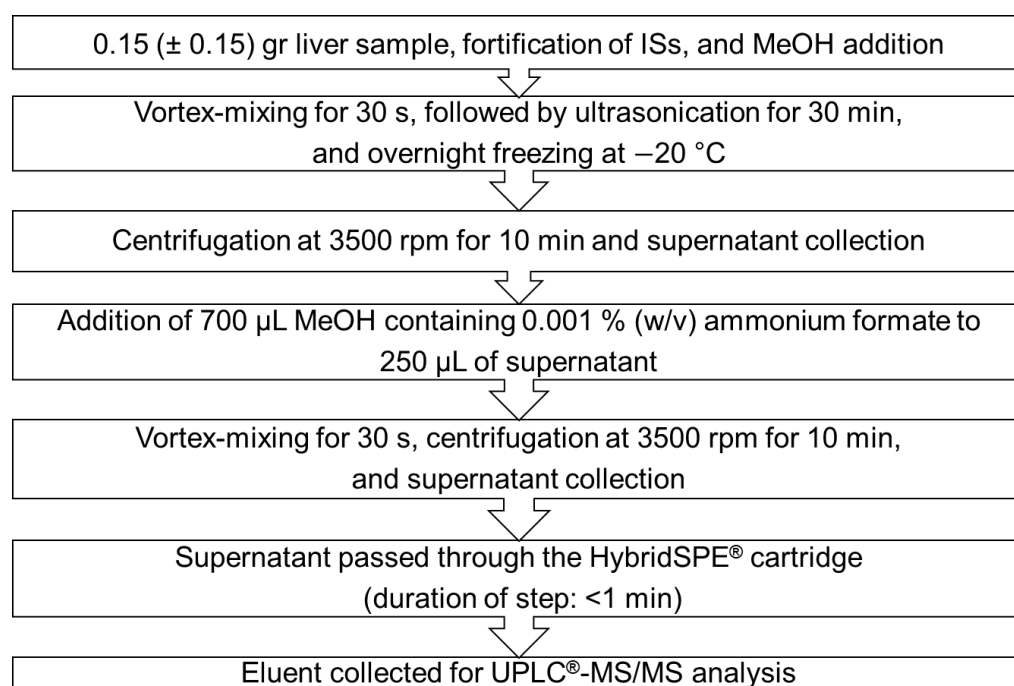 0.15 (± 0.15) gr liver sample, fortification of ISs, and MeOH addition
Vortex-mixing for 30 s, followed by ultrasonication for 30 min,
and overnight freezing at −20 °C
Centrifugation at 3500 rpm for 10 min and supernatant collection
Addition of 700 µL MeOH containing 0.001 % (w/v) ammonium formate to
250 µL of supernatant
Vortex-mixing for 30 s, centrifugation at 3500 rpm for 10 min,
and supernatant collection
Supernatant passed through the HybridSPE® cartridge
(duration of step: <1 min)
Eluent collected for UPLC®-MS/MS analysis